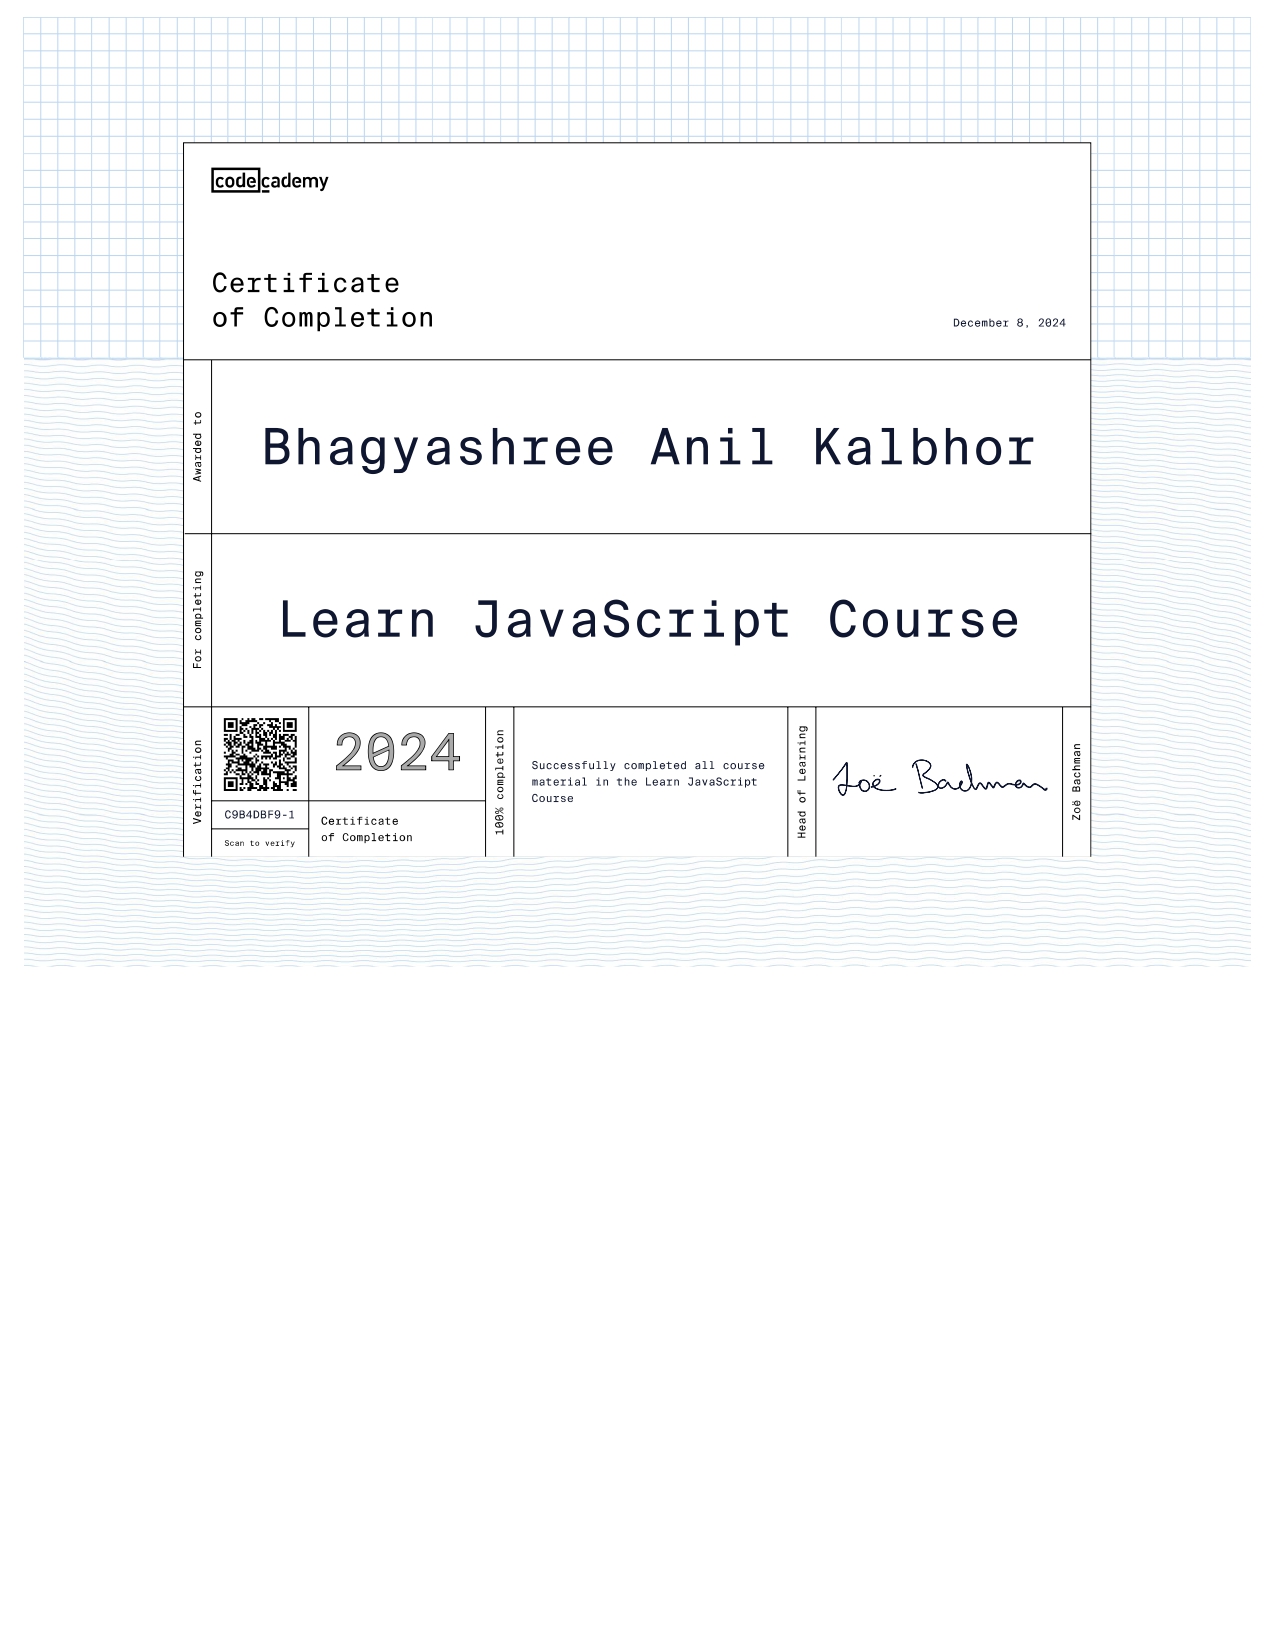 codecademy
Certificate
of Completion
December 8, 2024
Awarded to
Bhagyashree Anil Kalbhor
For completing
Learn JavaScript Course
Verification
C9B4DBF9-1
Scan to verify
2024
Certificate
of Completion
100% completion
Successfully completed all course
material in the Learn JavaScript
Course
Head of Learning
Zoë Bachman
Zoë Bachman